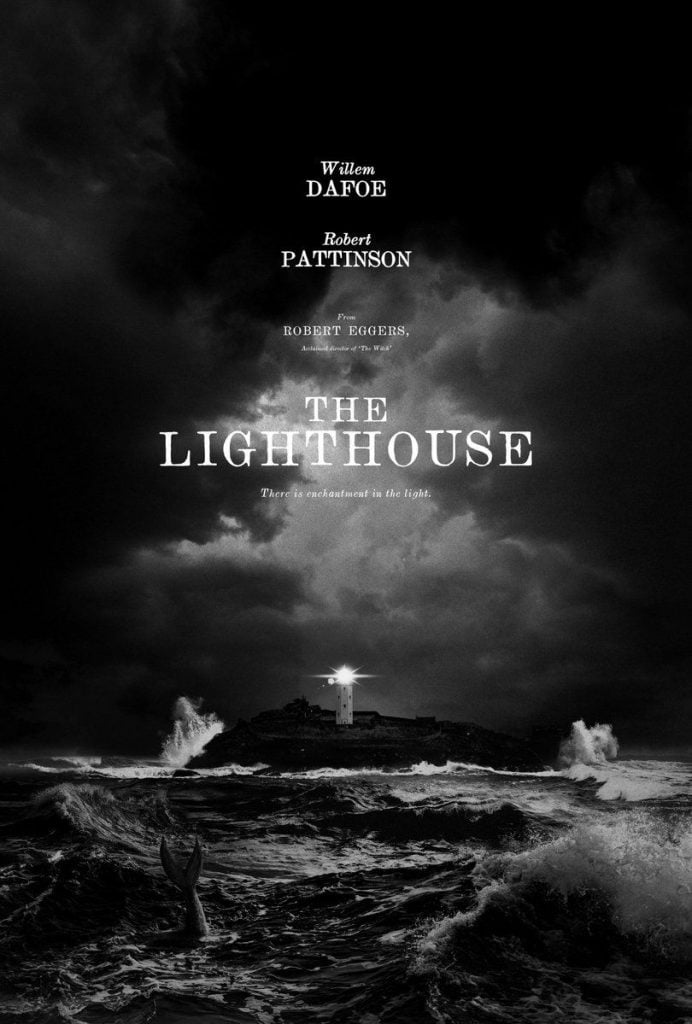 Willem
DAFOE
Robert
PATTINSON
From
ROBERT EGGERS,
Acclaimed director of 'The Witch'
THE
LIGHTHOUSE
There is enchantment in the light.